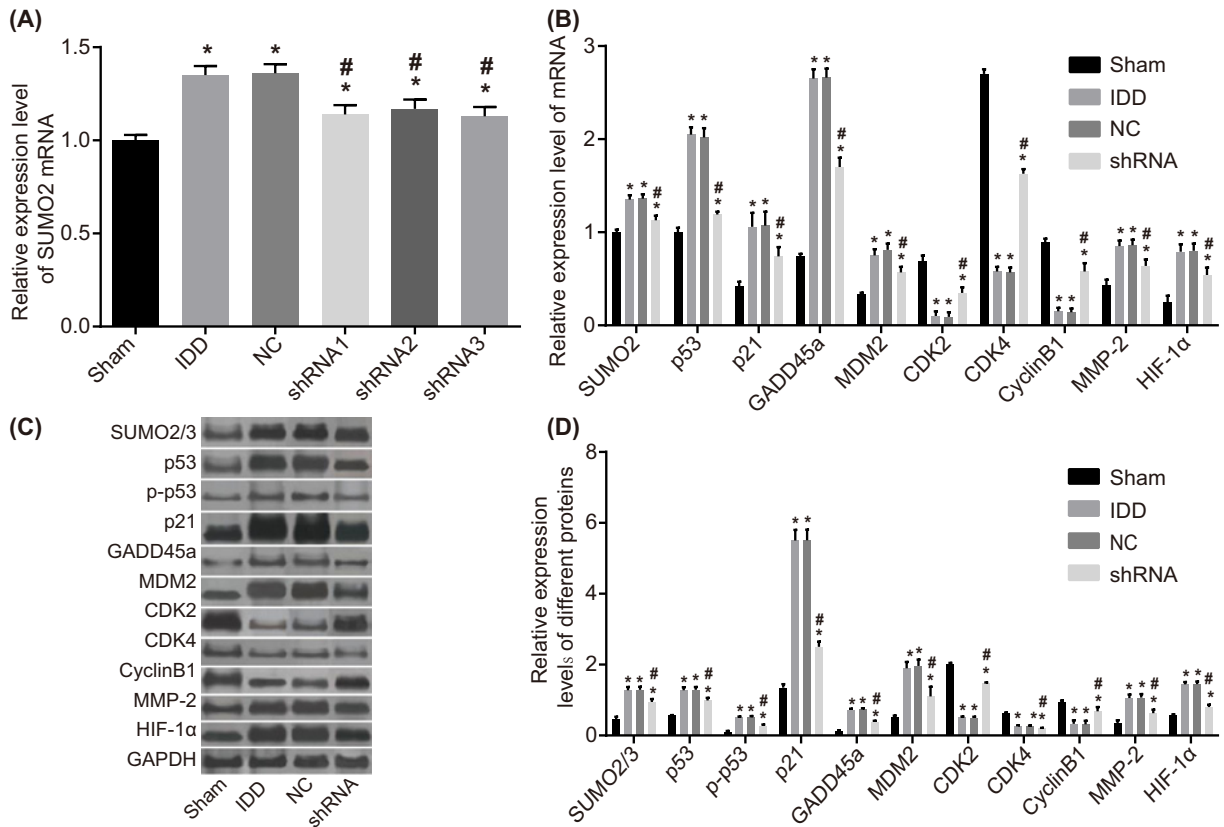 (A)
Relative expression level
of SUMO2 mRNA
1.5
1.0
0.5
0.0
*
*
#
*
#
*
#
*
Sham
IDD
NC
shRNA1
shRNA2
shRNA3
(B)
Relative expression level of mRNA
3
2
1
0
* * # *
* * # *
* * # *
* * # *
* * # *
* * # *
* * # *
* * # *
* * # *
* * # *
Sham
IDD
NC
shRNA
SUMO2
p53
p21
GADD45a
MDM2
CDK2
CDK4
CyclinB1
MMP-2
HIF-1α
(C)
SUMO2/3
p53
p-p53
p21
GADD45a
MDM2
CDK2
CDK4
CyclinB1
MMP-2
HIF-1α
GAPDH
Sham
IDD
NC
shRNA
(D)
Relative expression
levels of different proteins
8
6
4
2
0
* * # *
* * # *
* * # *
* * # *
* * # *
* * # *
* * # *
* * # *
* * # *
* * # *
* * # *
Sham
IDD
NC
shRNA
SUMO2/3
p53
p-p53
p21
GADD45a
MDM2
CDK2
CDK4
CyclinB1
MMP-2
HIF-1α